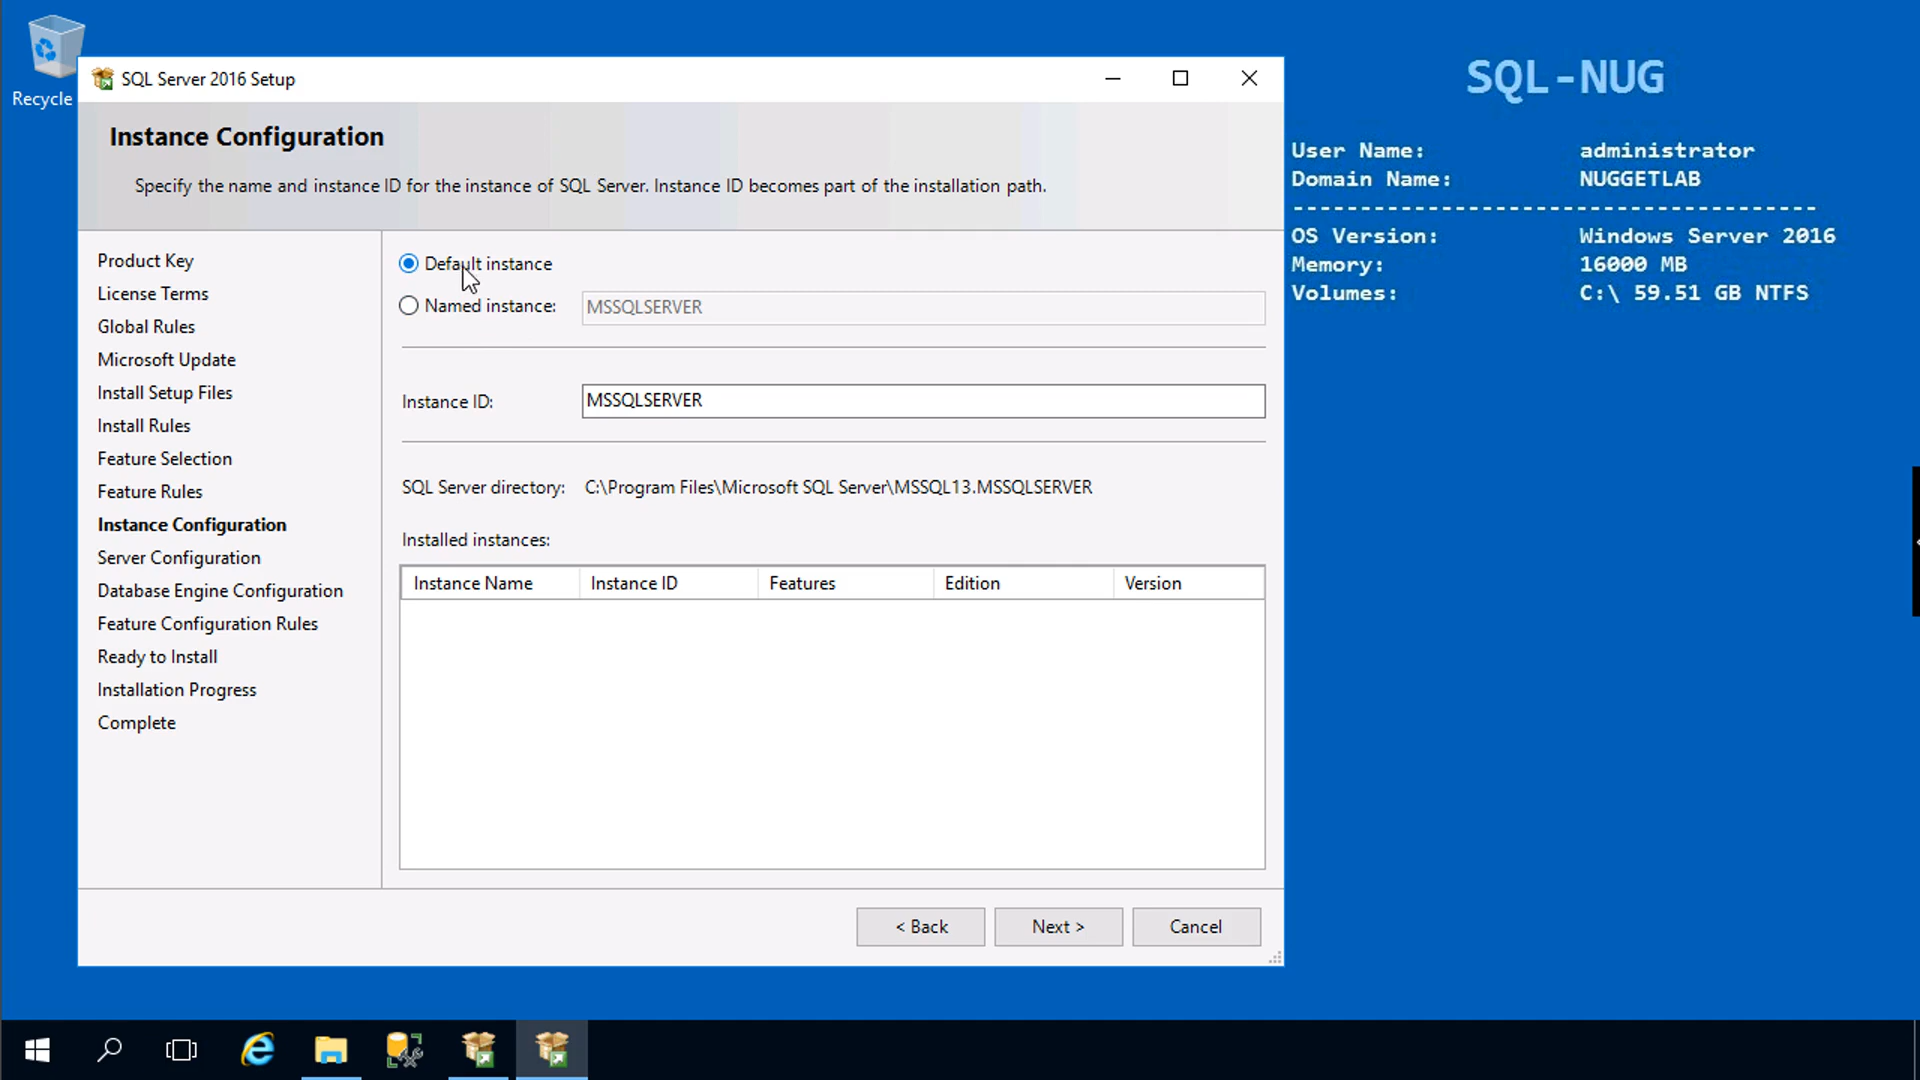 Recycle
SQL Server 2016 Setup
Instance Configuration
Specify the name and instance ID for the instance of SQL Server. Instance ID becomes part of the installation path.
Product Key
License Terms
Global Rules
Microsoft Update
Install Setup Files
Install Rules
Feature Selection
Feature Rules
Instance Configuration
Server Configuration
Database Engine Configuration
Feature Configuration Rules
Ready to Install
Installation Progress
Complete
Default instance
Named instance: MSSQLSERVER
Instance ID: MSSQLSERVER
SQL Server directory: C:\Program Files\Microsoft SQL Server\MSSQL13.MSSQLSERVER
Installed instances:
Instance Name Instance ID Features Edition Version
< Back Next > Cancel
SQL-NUG
User Name: administrator
Domain Name: NUGGETLAB
---------------------------------------
OS Version: Windows Server 2016
Memory: 16000 MB
Volumes: C:\ 59.51 GB NTFS